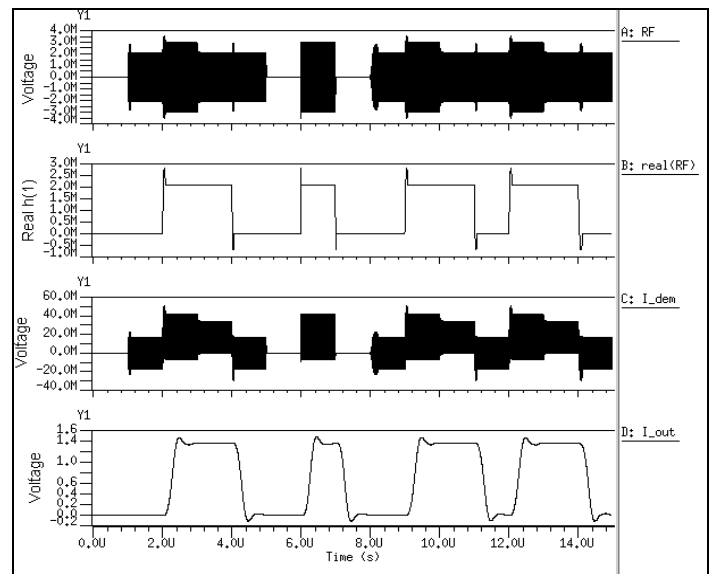 Y1
A: RF
4.0M
3.0M
2.0M
1.0M
0.0M
-1.0M
-2.0M
-3.0M
-4.0M
Voltage
Y1
B: real(RF)
3.0M
2.5M
2.0M
1.5M
1.0M
0.5M
0.0M
-0.5M
-1.0M
Real h(1)
Y1
C: I_dem
60.0M
40.0M
20.0M
0.0M
-20.0M
-40.0M
Voltage
Y1
D: I_out
1.6
1.4
1.0
0.6
0.4
0.2
0.0
-0.2
Voltage
0.0U 2.0U 4.0U 6.0U 8.0U 10.0U 12.0U 14.0U
Time (s)